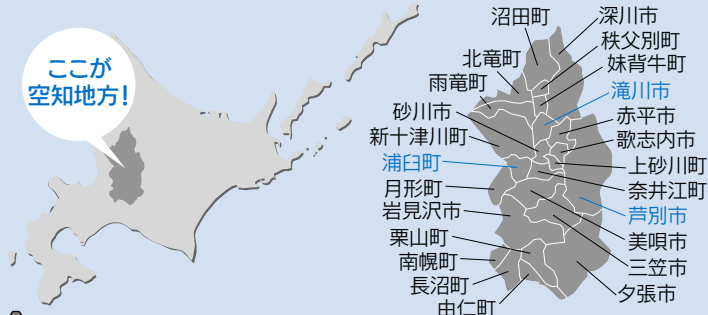 ここが
空知地方!
沼田町
北竜町
雨竜町
砂川市
新十津川町
浦臼町
月形町
岩見沢市
栗山町
南幌町
長沼町
由仁町
深川市
秩父別町
妹背牛町
滝川市
赤平市
歌志内市
上砂川町
奈井江町
芦別市
美唄市
三笠市
夕張市